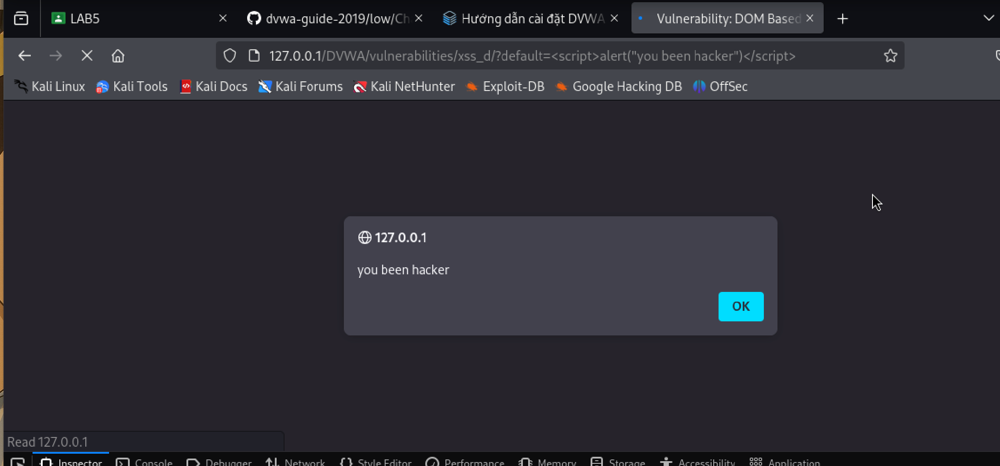 LAB5
dvwa-guide-2019/low/Ch
Hướng dẫn cài đặt DVWA
Vulnerability: DOM Based
127.0.0.1/DVWA/vulnerabilities/xss_d/?default=<script>alert("you been hacker")</script>
Kali Linux
Kali Tools
Kali Docs
Kali Forums
Kali NetHunter
Exploit-DB
Google Hacking DB
OffSec
127.0.0.1
you been hacker
OK
Read 127.0.0.1
Inspector
Console
Debugger
Network
Style Editor
Performance
Memory
Storage
Accessibility
Application